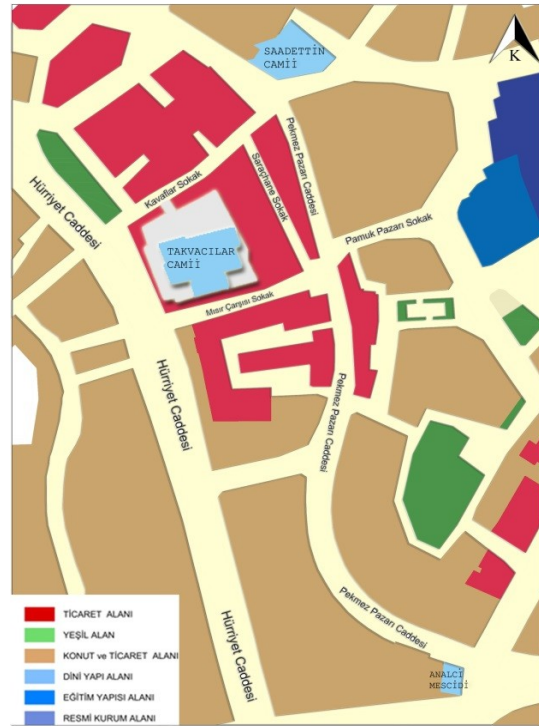 SAADETTİN
CAMİİ
K
Pekmez Pazarı Caddesi
Saraçhane Sokak
Kavaflar Sokak
Hürriyet Caddesi
Pamuk Pazarı Sokak
TAKVACILAR
CAMİİ
Mısır Çarşısı Sokak
Hürriyet Caddesi
Pekmez Pazarı Caddesi
Hürriyet Caddesi
Pekmez Pazarı Caddesi
ANALCI
MESCİDİ
TİCARET ALANI
YEŞİL ALAN
KONUT ve TİCARET ALANI
DİNİ YAPI ALANI
EĞİTİM YAPISI ALANI
RESMİ KURUM ALANI